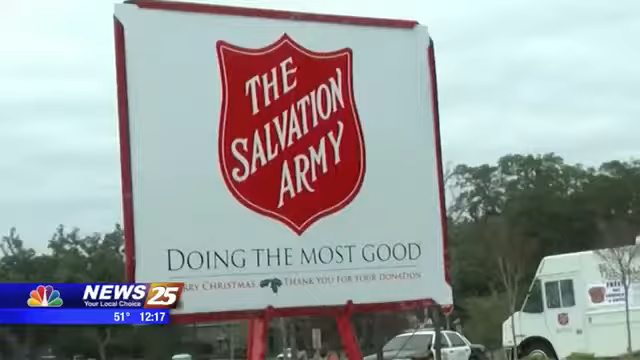 THE
SALVATION
ARMY
DOING THE MOST GOOD
ARY CHRISTMAS THANK YOU FOR YOUR DONATION
NEWS 25
Your Local Choice
51° 12:17